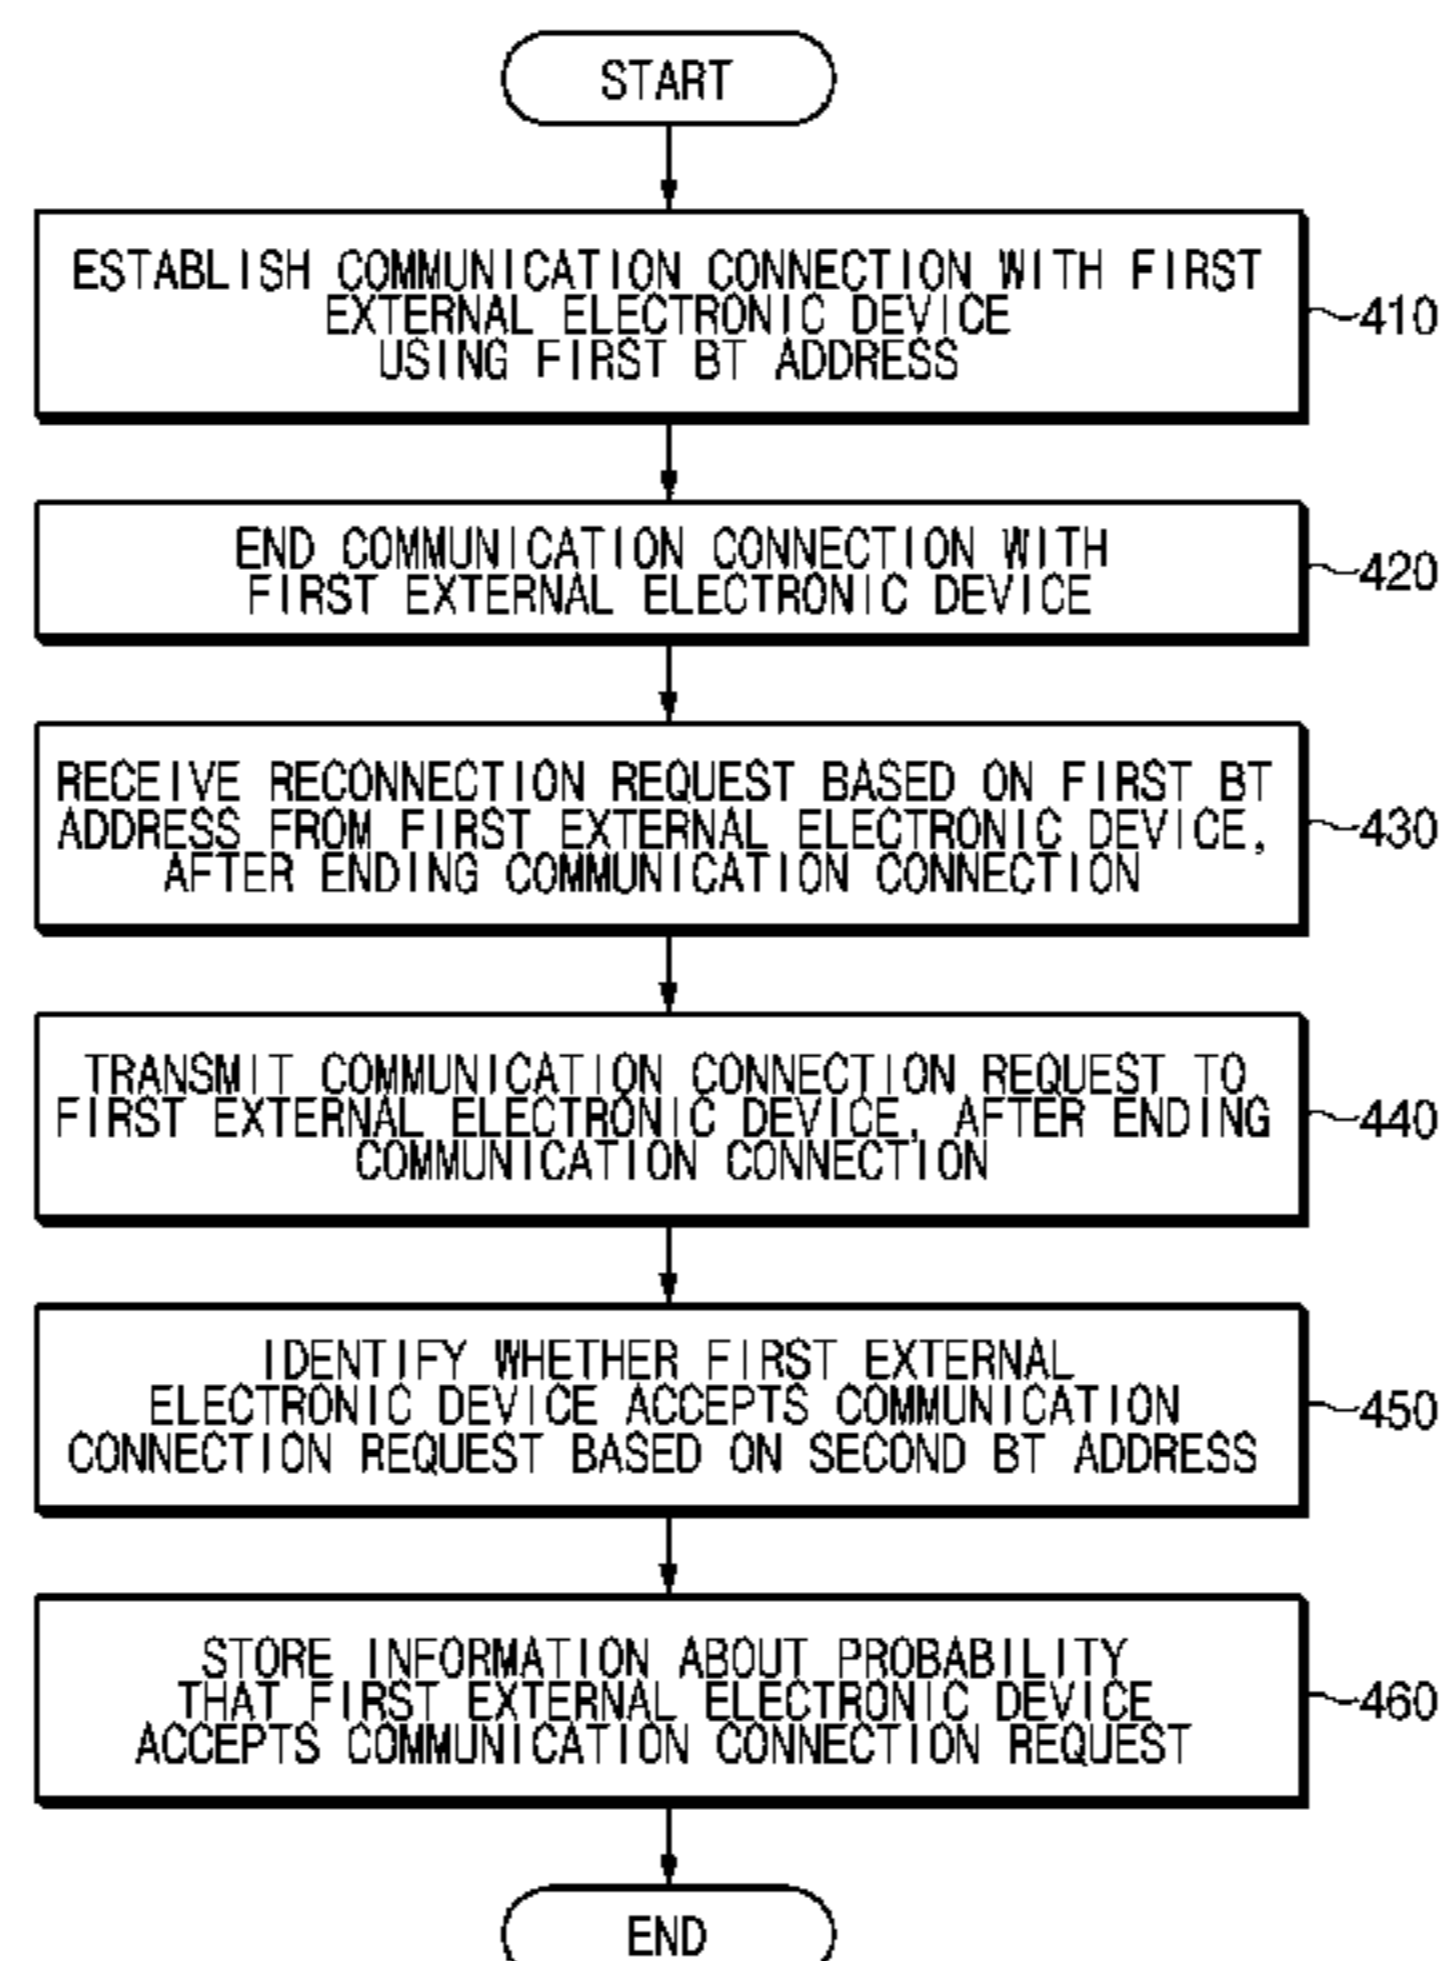 START
ESTABLISH COMMUNICATION CONNECTION WITH FIRST
EXTERNAL ELECTRONIC DEVICE
USING FIRST BT ADDRESS
410
END COMMUNICATION CONNECTION WITH
FIRST EXTERNAL ELECTRONIC DEVICE
420
RECEIVE RECONNECTION REQUEST BASED ON FIRST BT
ADDRESS FROM FIRST EXTERNAL ELECTRONIC DEVICE,
AFTER ENDING COMMUNICATION CONNECTION
430
TRANSMIT COMMUNICATION CONNECTION REQUEST TO
FIRST EXTERNAL ELECTRONIC DEVICE, AFTER ENDING
COMMUNICATION CONNECTION
440
IDENTIFY WHETHER FIRST EXTERNAL
ELECTRONIC DEVICE ACCEPTS COMMUNICATION
CONNECTION REQUEST BASED ON SECOND BT ADDRESS
450
STORE INFORMATION ABOUT PROBABILITY
THAT FIRST EXTERNAL ELECTRONIC DEVICE
ACCEPTS COMMUNICATION CONNECTION REQUEST
460
END